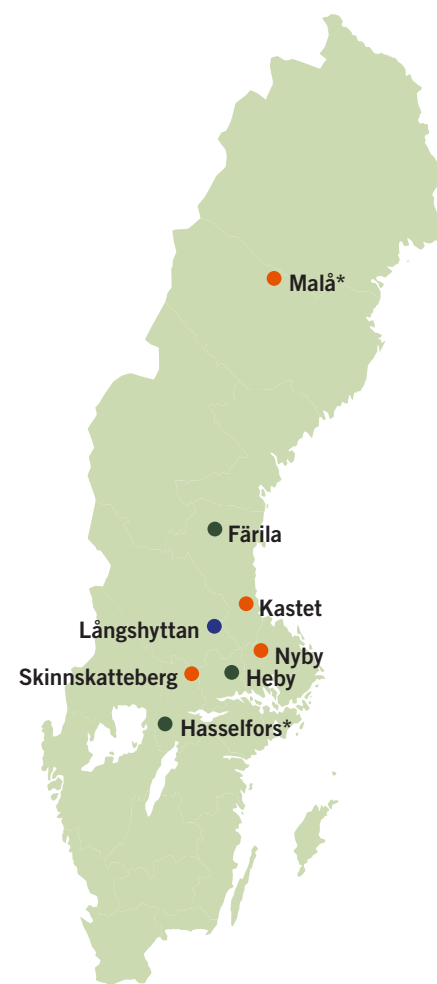 Malå*
Färila
Kastet
Långshyttan
Nyby
Skinnskatteberg
Heby
Hasselfors*